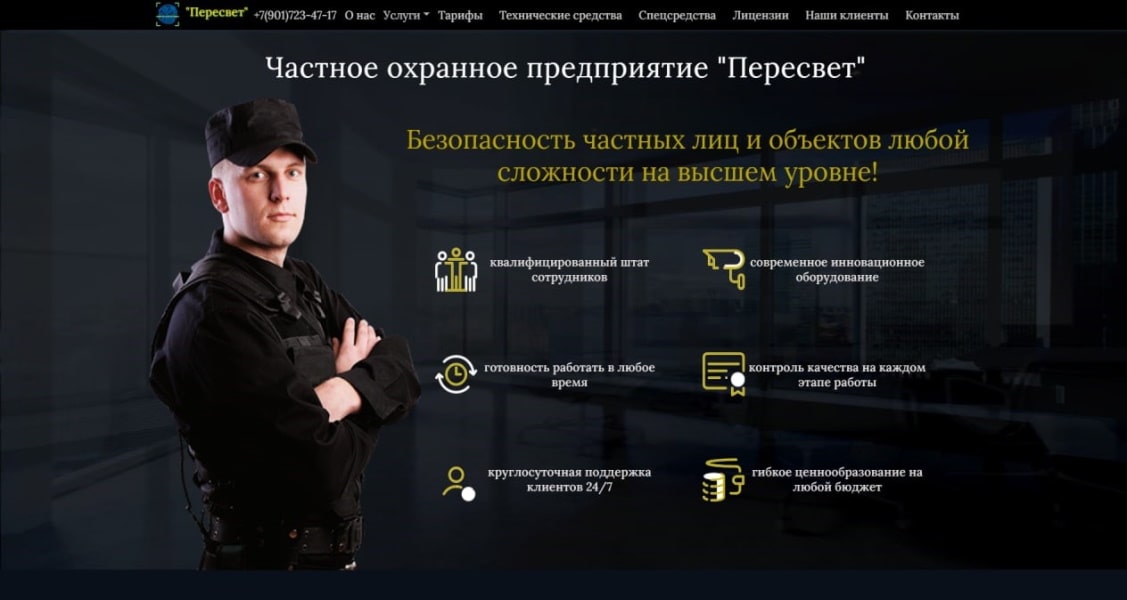 "Пересвет" +7(901)723-47-17 О нас Услуги Тарифы Технические средства Спецсредства Лицензии Наши клиенты Контакты
Частное охранное предприятие "Пересвет"
Безопасность частных лиц и объектов любой
сложности на высшем уровне!
квалифицированный штат
сотрудников
современное инновационное
оборудование
готовность работать в любое
время
контроль качества на каждом
этапе работы
круглосуточная поддержка
клиентов 24/7
гибкое ценнообразование на
любой бюджет